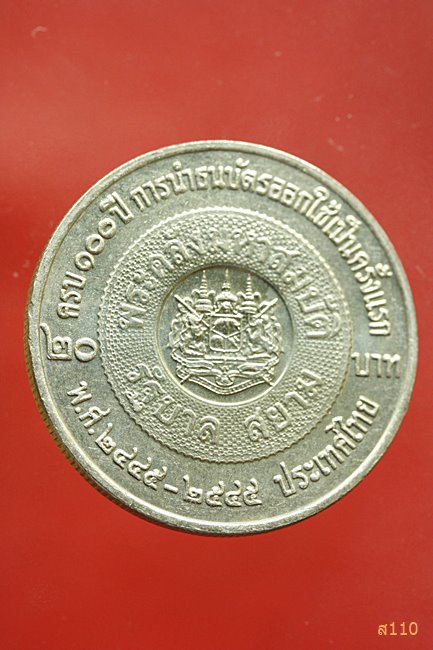 ครบ ๑๐๐ ปี การนำธนบัตรออกใช้เป็นครั้งแรก
พระคลังมหาสมบัติ
รัฐบาล สยาม
๒๐
บาท
พ.ศ.๒๔๔๕-๒๕๔๕ ประเทศไทย
ส110